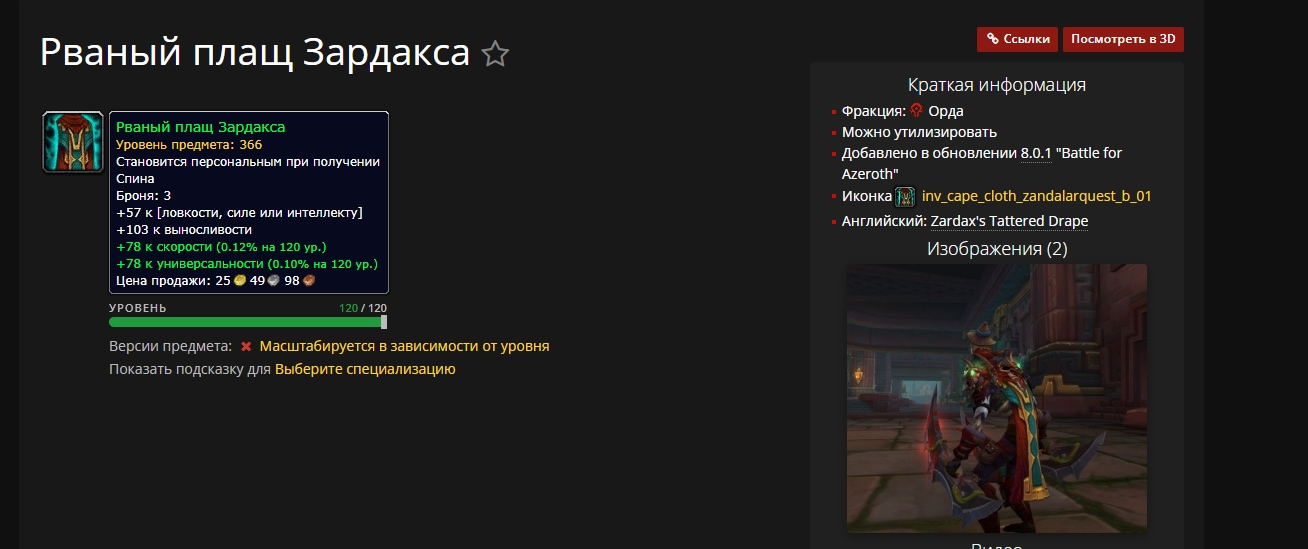 Рваный плащ Зардакса
Ссылки
Посмотреть в 3D
Рваный плащ Зардакса
Уровень предмета: 366
Становится персональным при получении
Спина
Броня: 3
+57 к [ловкости, силе или интеллекту]
+103 к выносливости
+78 к скорости (0.12% на 120 ур.)
+78 к универсальности (0.10% на 120 ур.)
Цена продажи: 25 49 98
УРОВЕНЬ 120 / 120
Версии предмета: Масштабируется в зависимости от уровня
Показать подсказку для Выберите специализацию
Краткая информация
Фракция: Орда
Можно утилизировать
Добавлено в обновлении 8.0.1 "Battle for
Azeroth"
Иконка inv_cape_cloth_zandalarquest_b_01
Английский: Zardax's Tattered Drape
Изображения (2)